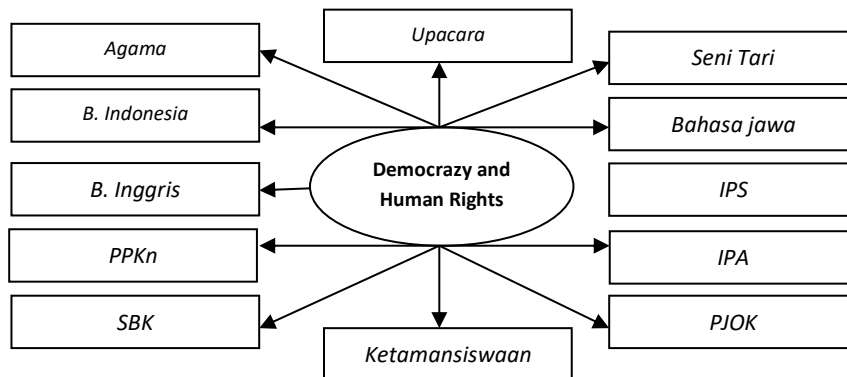 Agama
Upacara
Seni Tari
B. Indonesia
Bahasa jawa
Democrazy and
Human Rights
B. Inggris
IPS
PPKn
IPA
SBK
Ketamansiswaan
PJOK